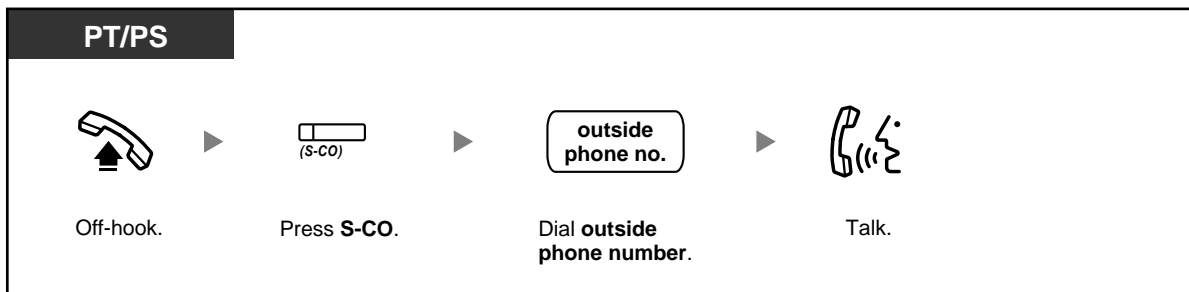 PT/PS
(S-CO)
outside
phone no.
Off-hook.
Press S-CO.
Dial outside
phone number.
Talk.